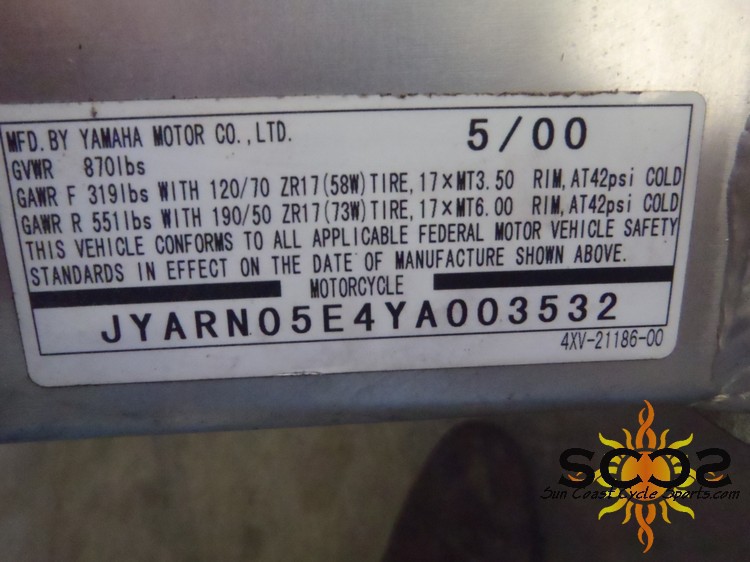 MFD. BY YAMAHA MOTOR CO., LTD. 5/00
GVWR 870lbs
GAWR F 319lbs WITH 120/70 ZR17(58W)TIRE, 17×MT3.50 RIM, AT42psi COLD
GAWR R 551lbs WITH 190/50 ZR17(73W)TIRE, 17×MT6.00 RIM, AT42psi COLD
THIS VEHICLE CONFORMS TO ALL APPLICABLE FEDERAL MOTOR VEHICLE SAFETY
STANDARDS IN EFFECT ON THE DATE OF MANUFACTURE SHOWN ABOVE.
MOTORCYCLE
JYARN05E4YA003532
4XV-21186-00
SCCS
Sun Coast Cycle Sports.com